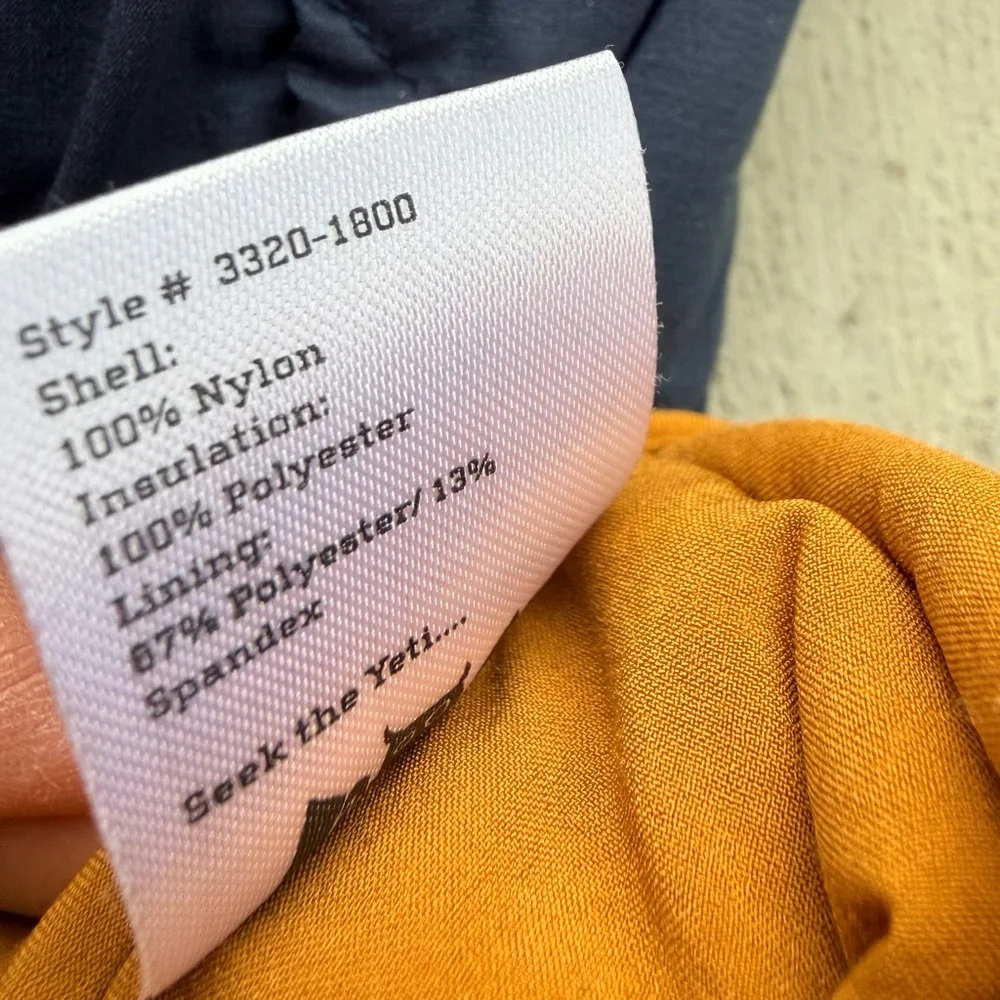 Style # 3320-1800
Shell:
100% Nylon
Insulation:
100% Polyester
Lining:
87% Polyester/ 13%
Spandex
Seek the Yeti....